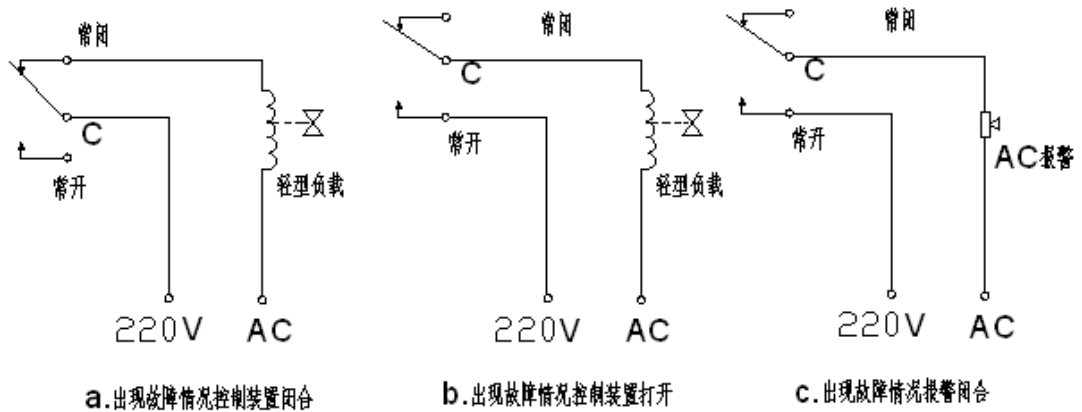 常闭
C
常开
轻型负载
220V AC
a.出现故障情况控制装置闭合
常闭
C
常开
轻型负载
220V AC
b.出现故障情况控制装置打开
常闭
C
常开
AC报警
220V AC
c.出现故障情况报警闭合